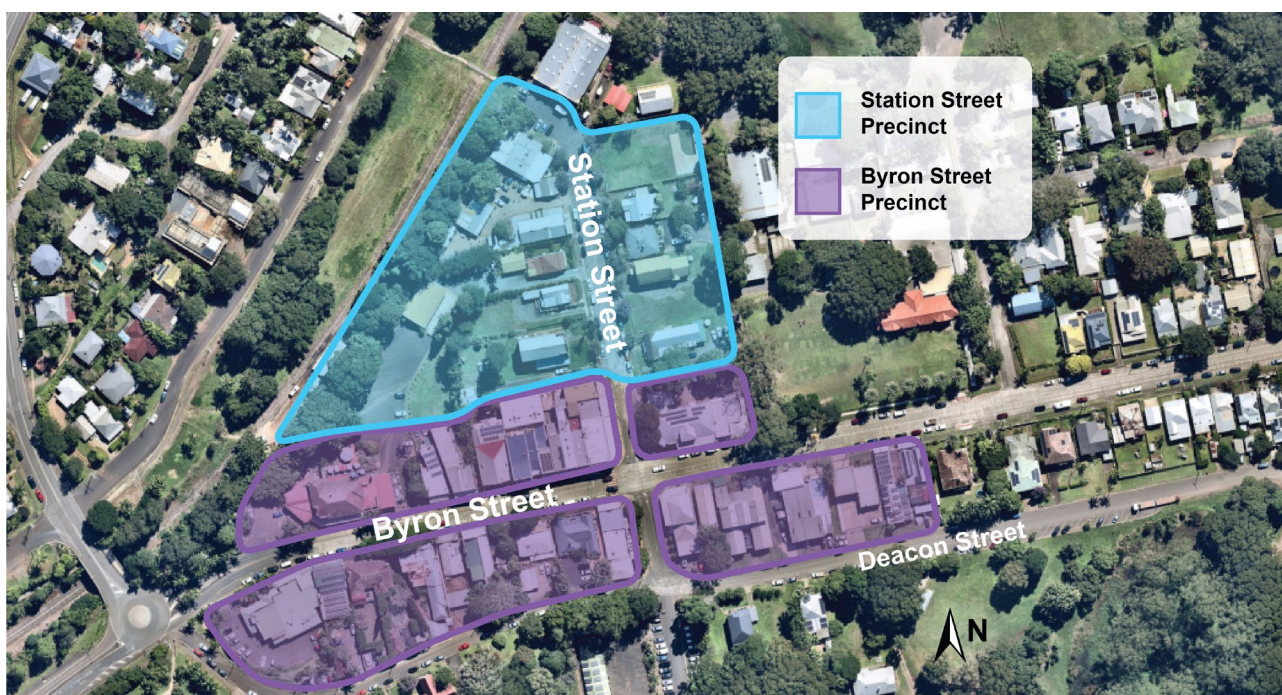 Station Street
Precinct
Byron Street
Precinct
Station Street
Byron Street
Deacon Street
N